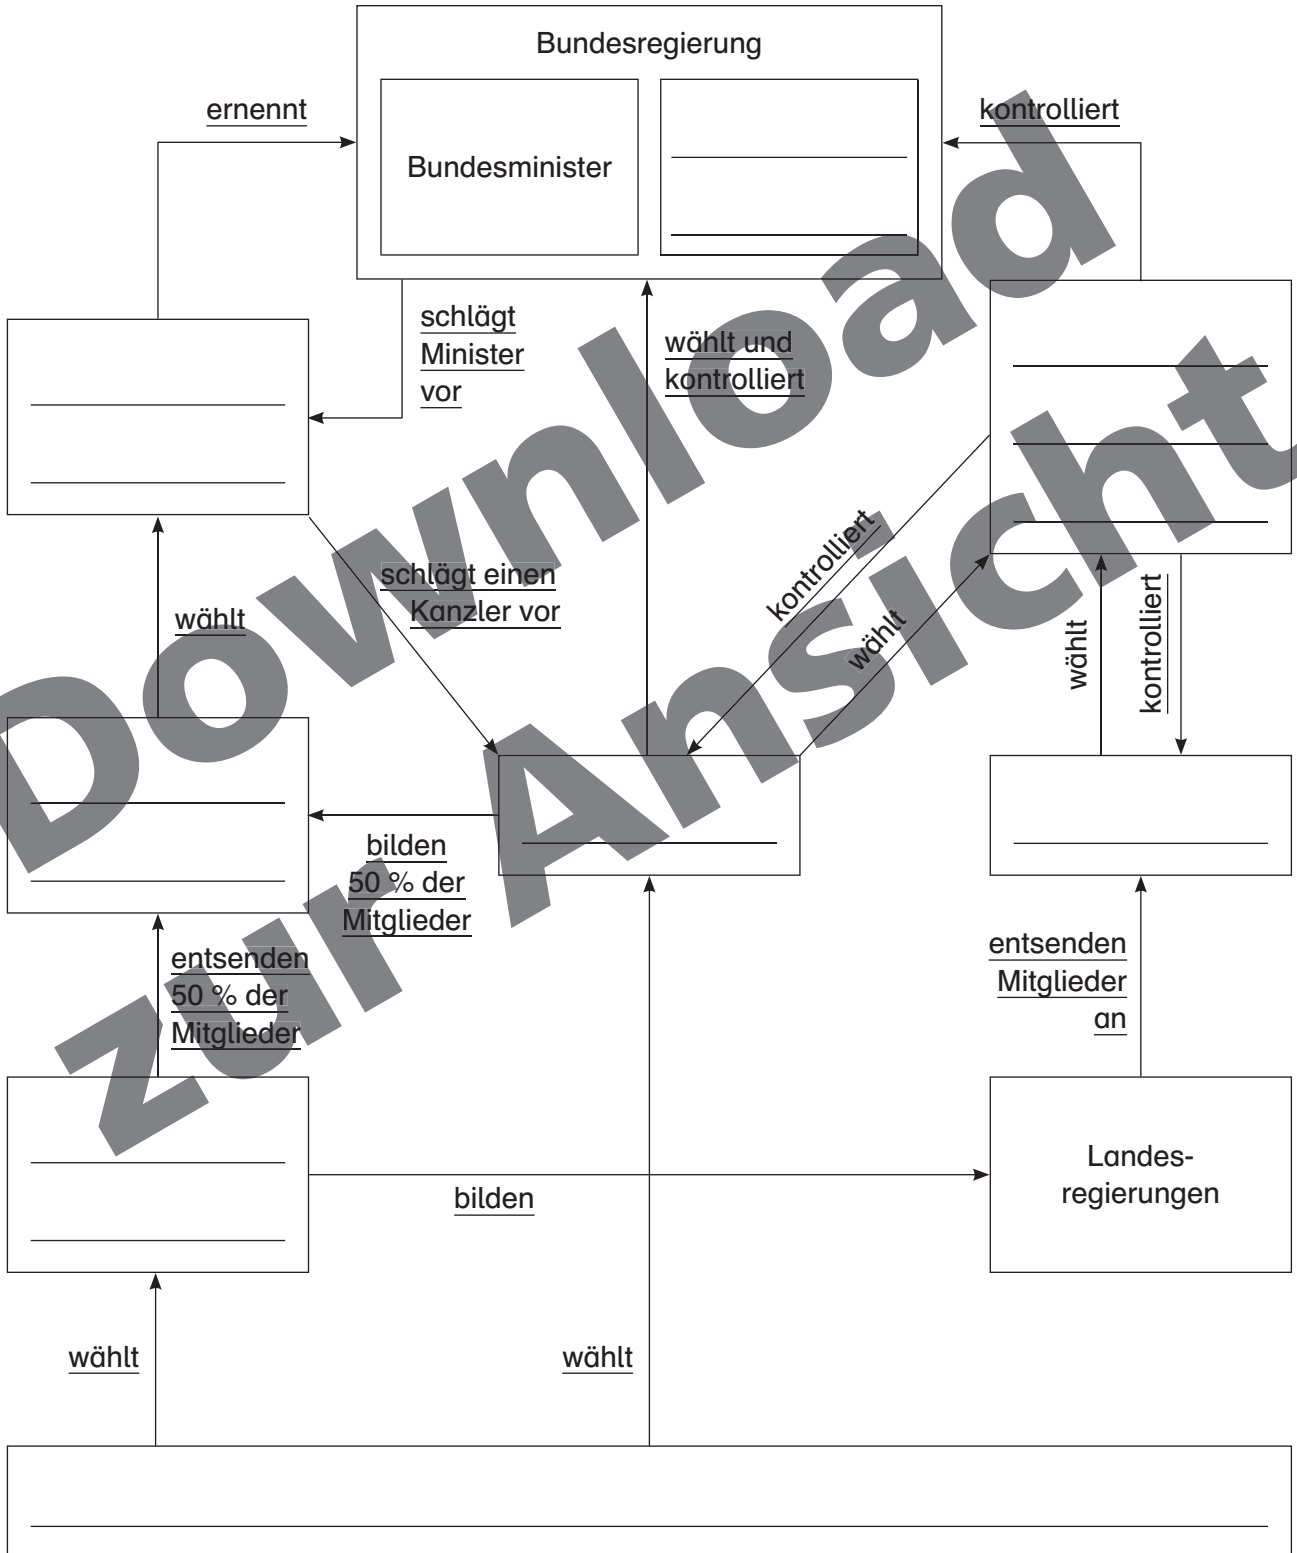 Bundesregierung
ernennt
kontrolliert
Bundesminister
schlägt
Minister
vor
wählt und
kontrolliert
kontrolliert
wählt
schlägt einen
Kanzler vor
wählt
wählt
kontrolliert
bilden
50 % der
Mitglieder
entsenden
50 % der
Mitglieder
entsenden
Mitglieder
an
Landes-
regierungen
bilden
wählt
wählt
Download
zur Ansicht